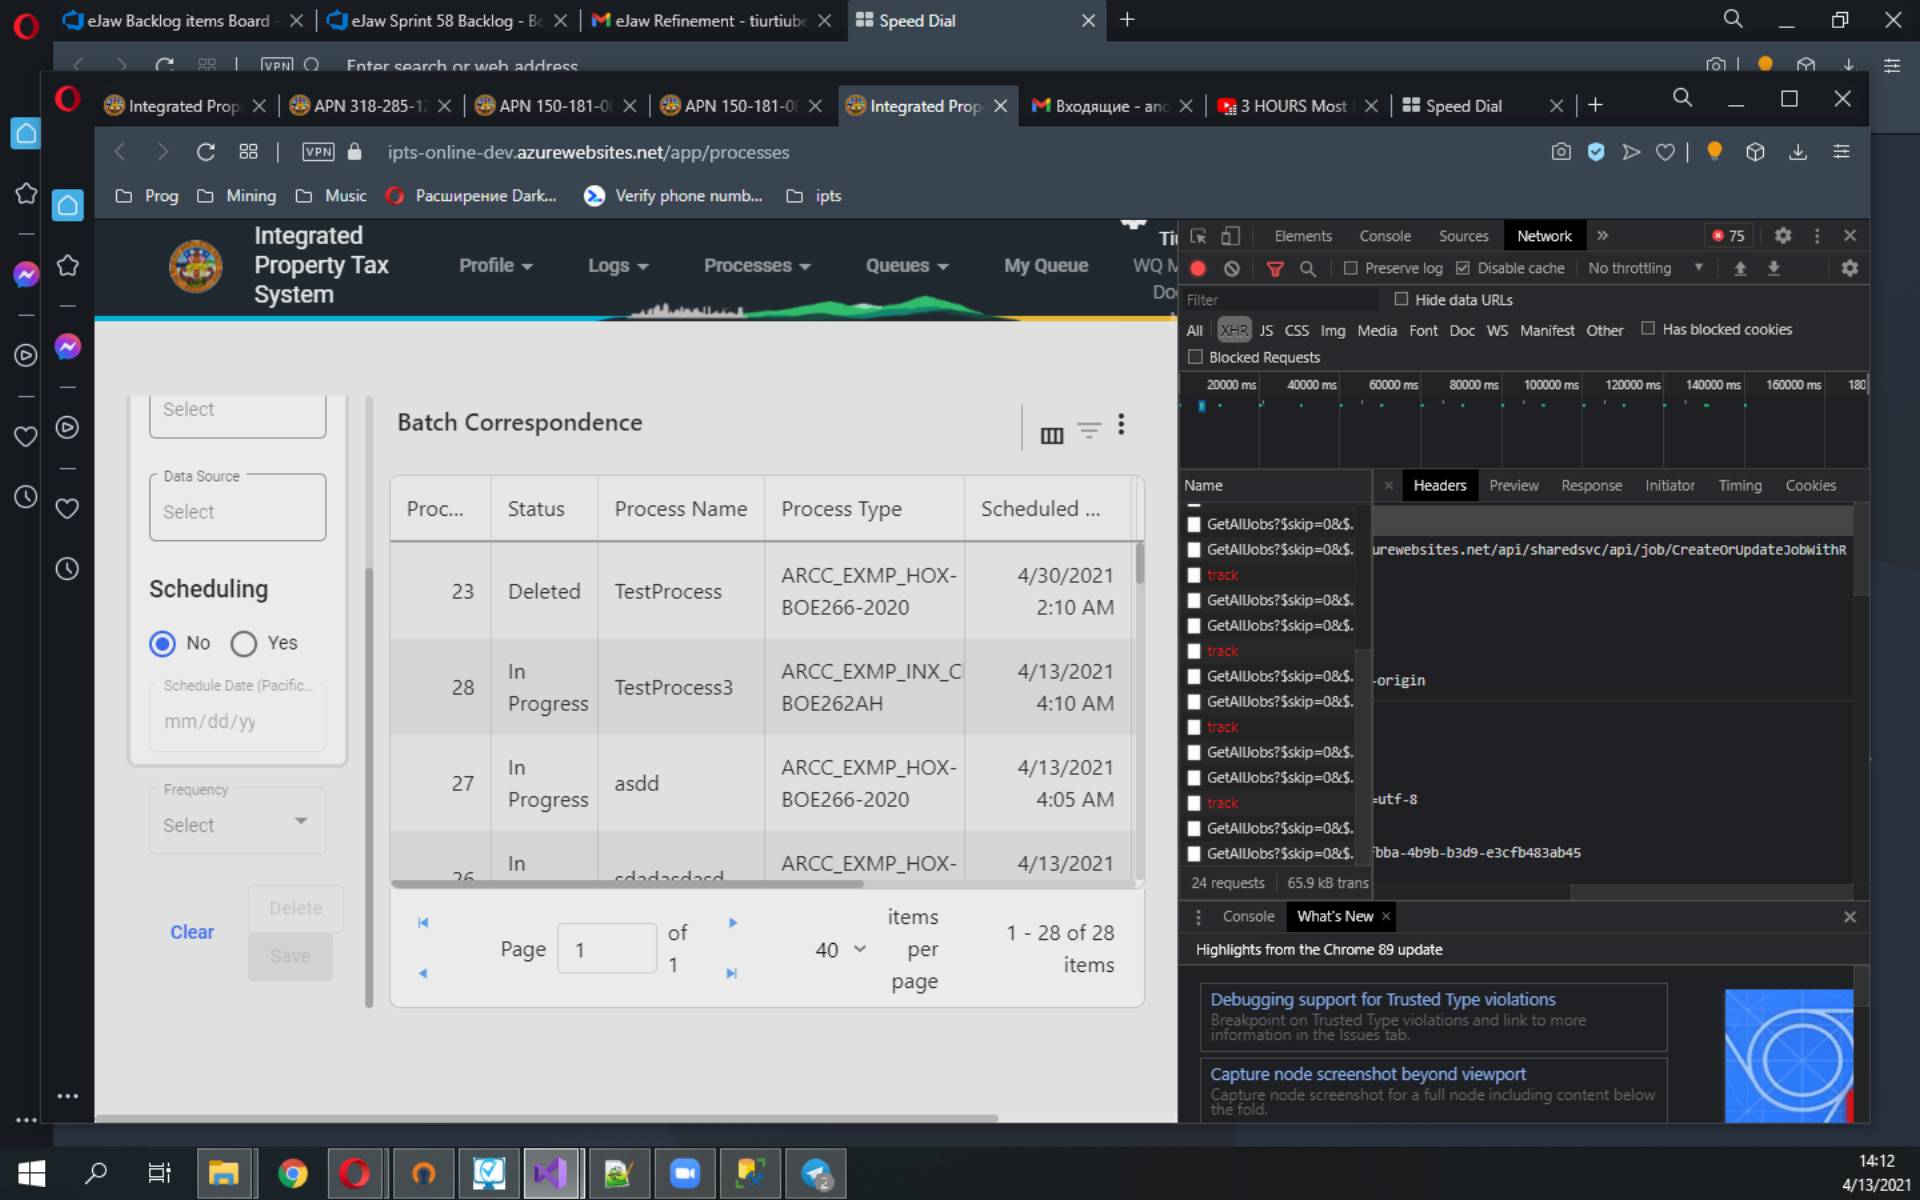 eJaw Backlog items Board -
eJaw Sprint 58 Backlog - Bo
eJaw Refinement - tiurtiube
Speed Dial
VPN
Enter search or web address
Integrated Prop
APN 318-285-12
APN 150-181-0
APN 150-181-0
Integrated Prop
Входящие - and
3 HOURS Most
Speed Dial
VPN
ipts-online-dev.azurewebsites.net/app/processes
Prog
Mining
Music
Расширение Dark...
Verify phone numb...
ipts
Integrated
Property Tax
System
Profile
Logs
Processes
Queues
My Queue
Tiu
WQ M
Do
Select
Data Source
Select
Scheduling
No
Yes
Schedule Date (Pacific...
mm/dd/yy
Frequency
Select
Clear
Delete
Save
Batch Correspondence
Proc... Status Process Name Process Type Scheduled ...
23 Deleted TestProcess ARCC_EXMP_HOX- 4/30/2021
BOE266-2020 2:10 AM
28 In Progress TestProcess3 ARCC_EXMP_INX_C 4/13/2021
BOE262AH 4:10 AM
27 In Progress asdd ARCC_EXMP_HOX- 4/13/2021
BOE266-2020 4:05 AM
26 In sdadasdasd ARCC_EXMP_HOX- 4/13/2021
Page 1 of 1
40
items per page
1 - 28 of 28 items
Elements
Console
Sources
Network
75
Preserve log
Disable cache
No throttling
Filter
Hide data URLs
All XHR JS CSS Img Media Font Doc WS Manifest Other
Has blocked cookies
Blocked Requests
20000 ms 40000 ms 60000 ms 80000 ms 100000 ms 120000 ms 140000 ms 160000 ms 180
Name
Headers Preview Response Initiator Timing Cookies
GetAllJobs?$skip=0&$.
GetAllJobs?$skip=0&$.
track
GetAllJobs?$skip=0&$.
GetAllJobs?$skip=0&$.
track
GetAllJobs?$skip=0&$.
GetAllJobs?$skip=0&$.
track
GetAllJobs?$skip=0&$.
GetAllJobs?$skip=0&$.
track
GetAllJobs?$skip=0&$.
GetAllJobs?$skip=0&$.
urewebsites.net/api/sharedsvc/api/job/CreateOrUpdateJobWithR
-origin
=utf-8
fbba-4b9b-b3d9-e3cfb483ab45
24 requests
65.9 kB trans
Console
What's New
Highlights from the Chrome 89 update
Debugging support for Trusted Type violations
Breakpoint on Trusted Type violations and link to more
information in the Issues tab.
Capture node screenshot beyond viewport
Capture node screenshot for a full node including content below
the fold.
2
14:12
4/13/2021